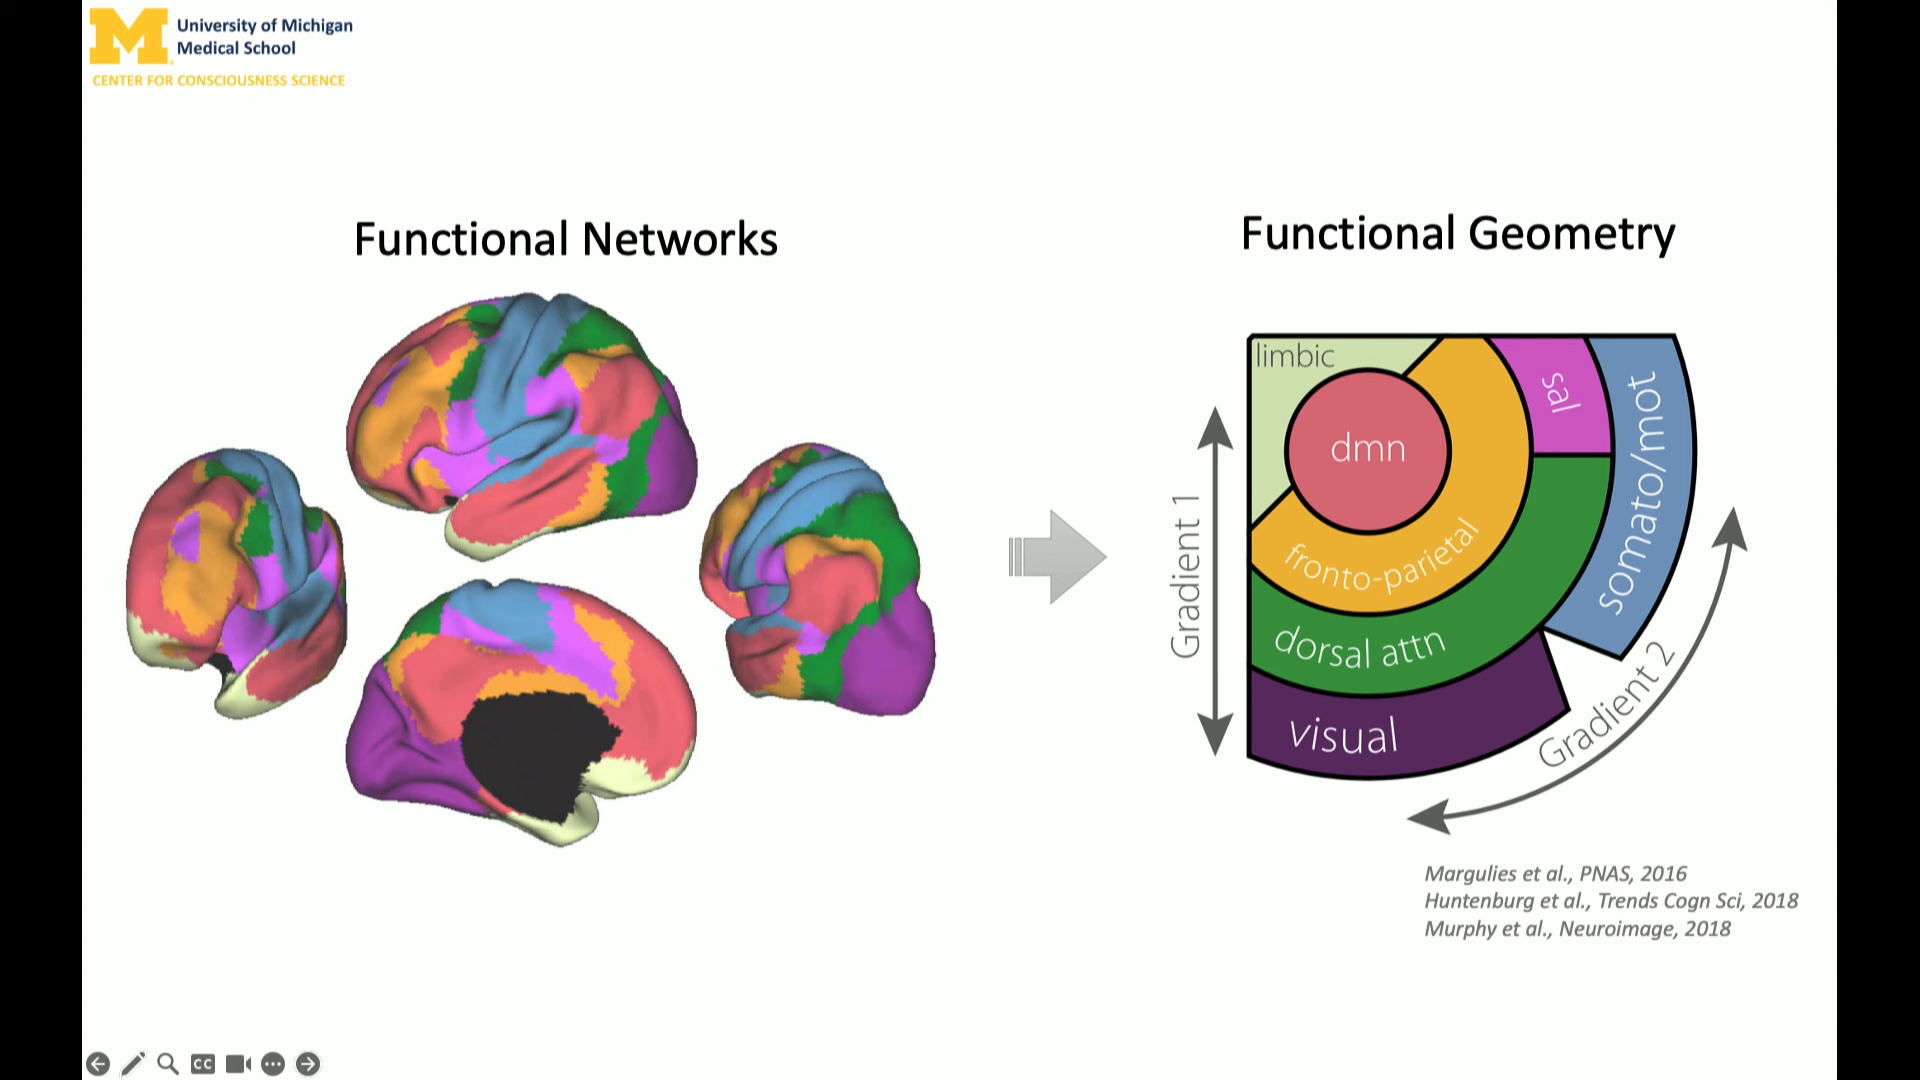 University of Michigan
Medical School
CENTER FOR CONSCIOUSNESS SCIENCE
Functional Networks
Functional Geometry
limbic
dmn
sal
somato/mot
fronto-parietal
dorsal attn
visual
Gradient 1
Gradient 2
Margulies et al., PNAS, 2016
Huntenburg et al., Trends Cogn Sci, 2018
Murphy et al., Neuroimage, 2018
CC